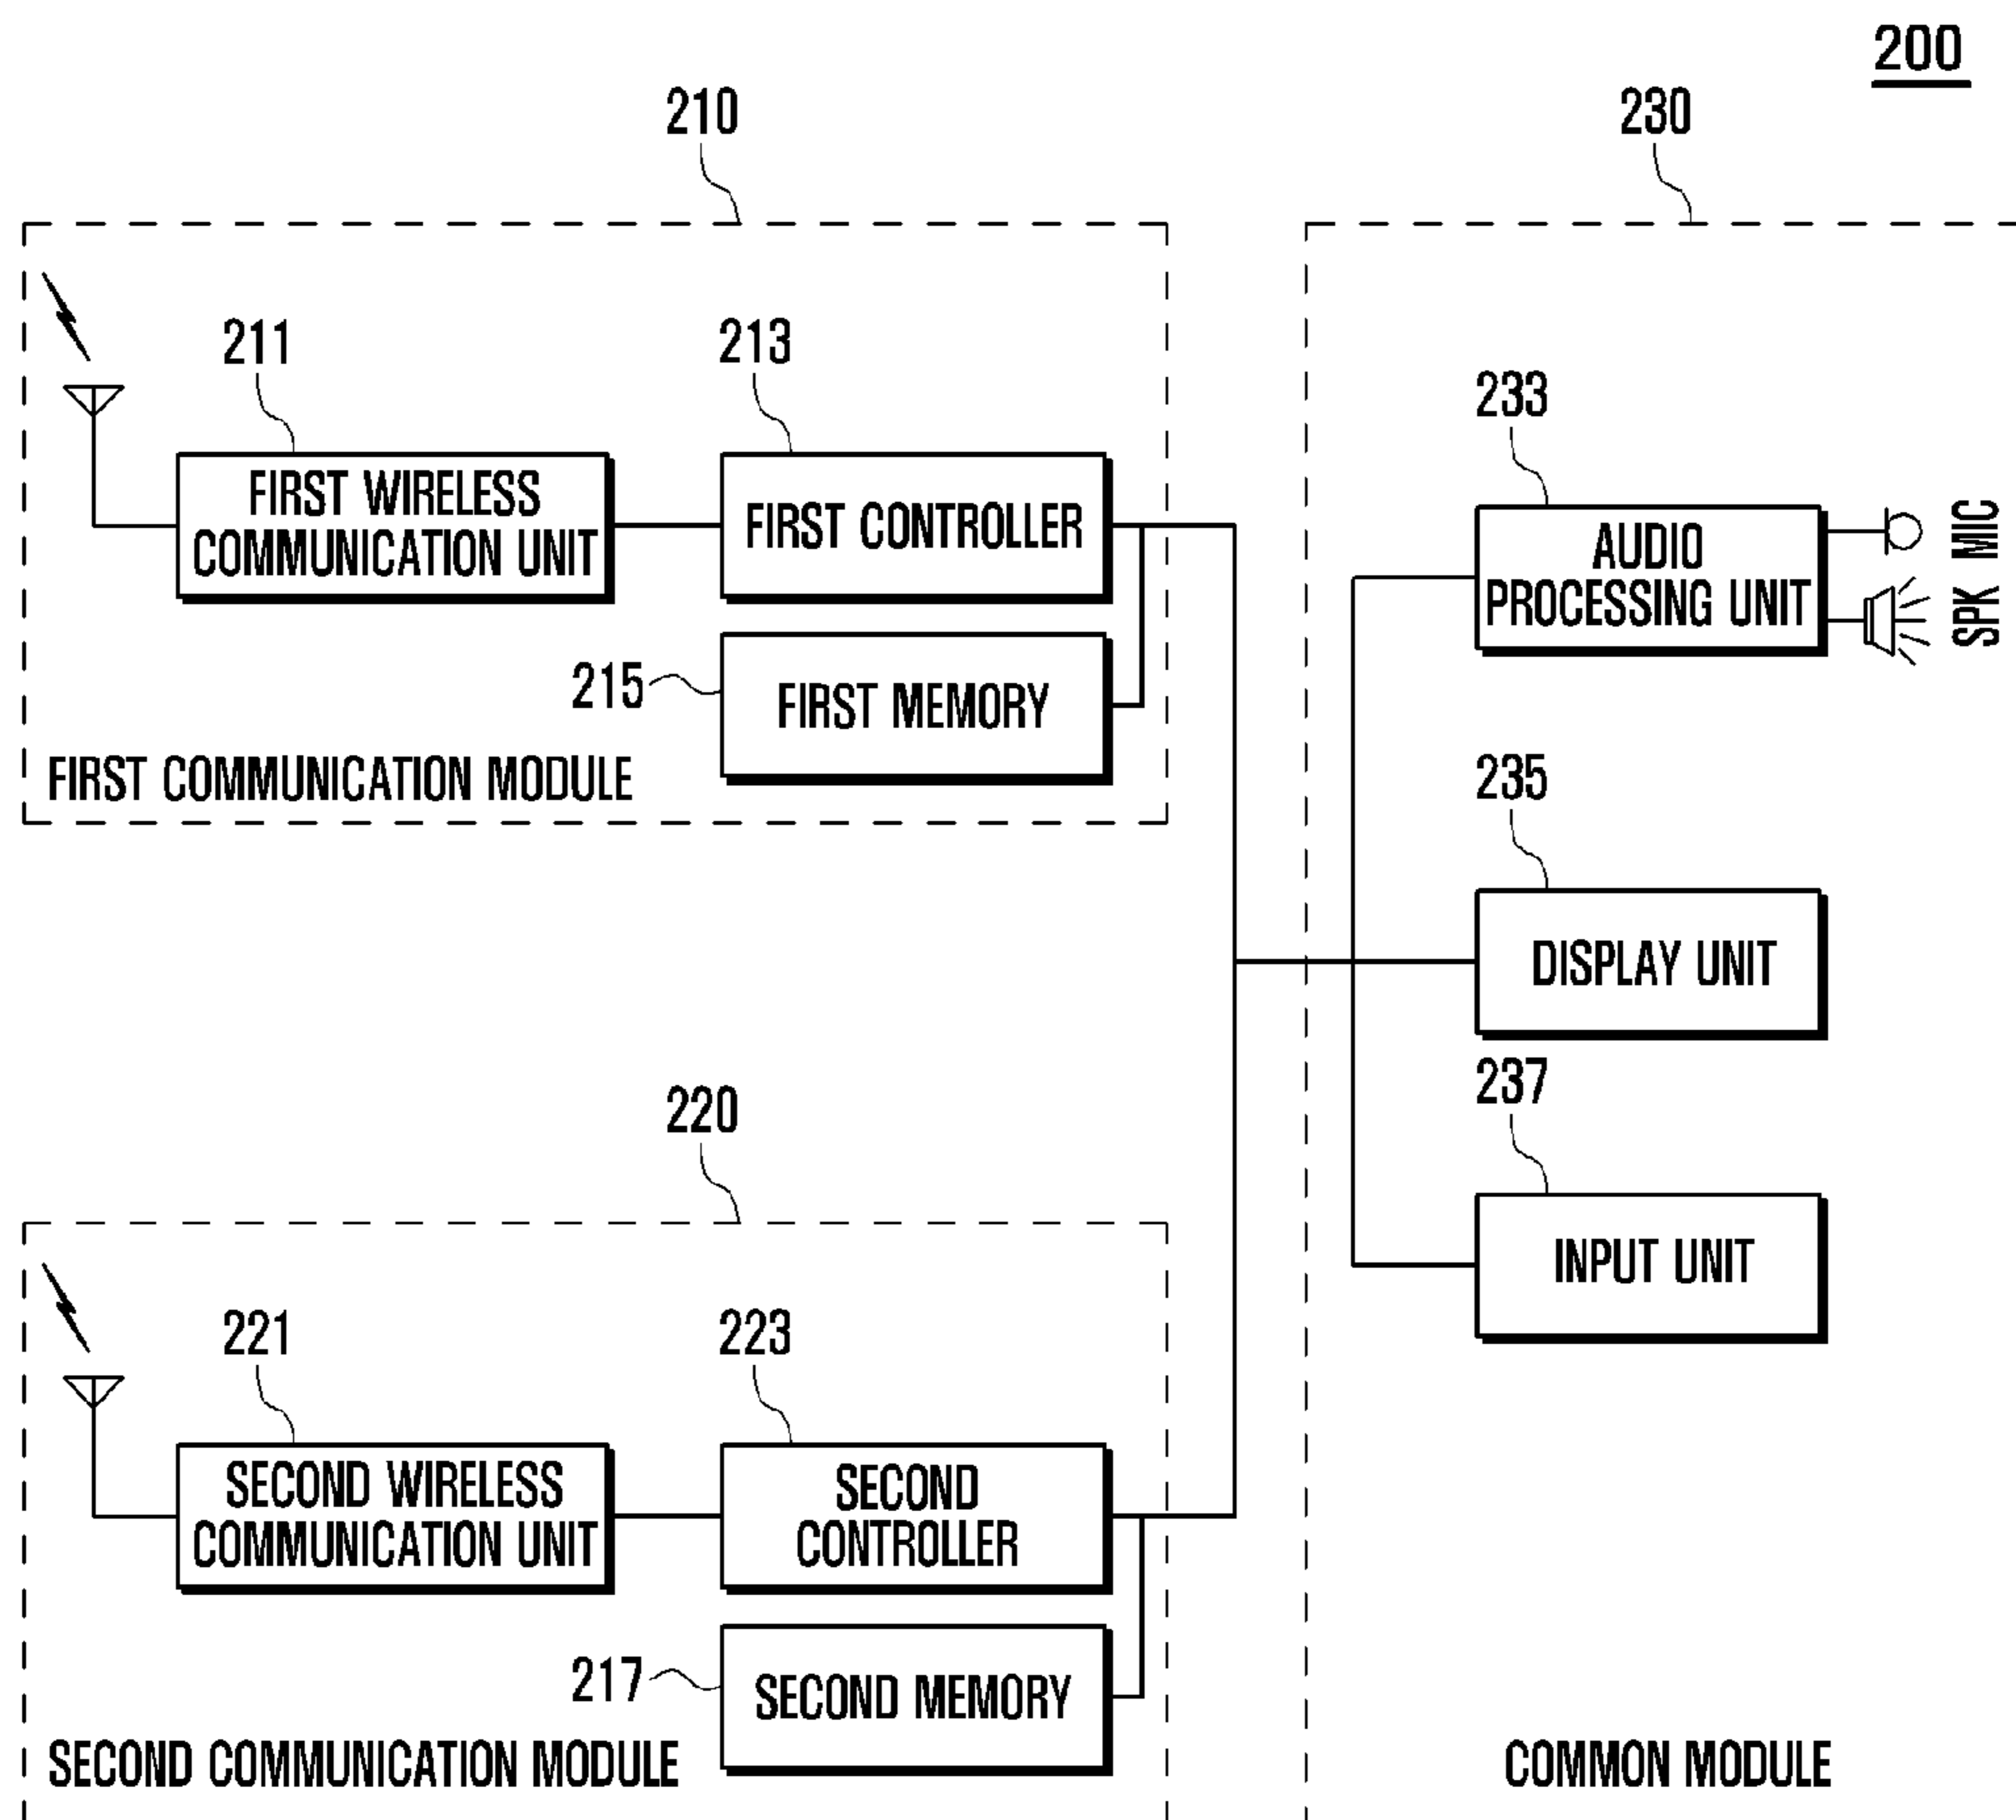 200
210
230
211
213
233
FIRST WIRELESS
COMMUNICATION UNIT
FIRST CONTROLLER
AUDIO
PROCESSING UNIT
MIC
SPK
215
FIRST MEMORY
FIRST COMMUNICATION MODULE
235
DISPLAY UNIT
237
INPUT UNIT
220
221
223
SECOND WIRELESS
COMMUNICATION UNIT
SECOND
CONTROLLER
217
SECOND MEMORY
SECOND COMMUNICATION MODULE
COMMON MODULE